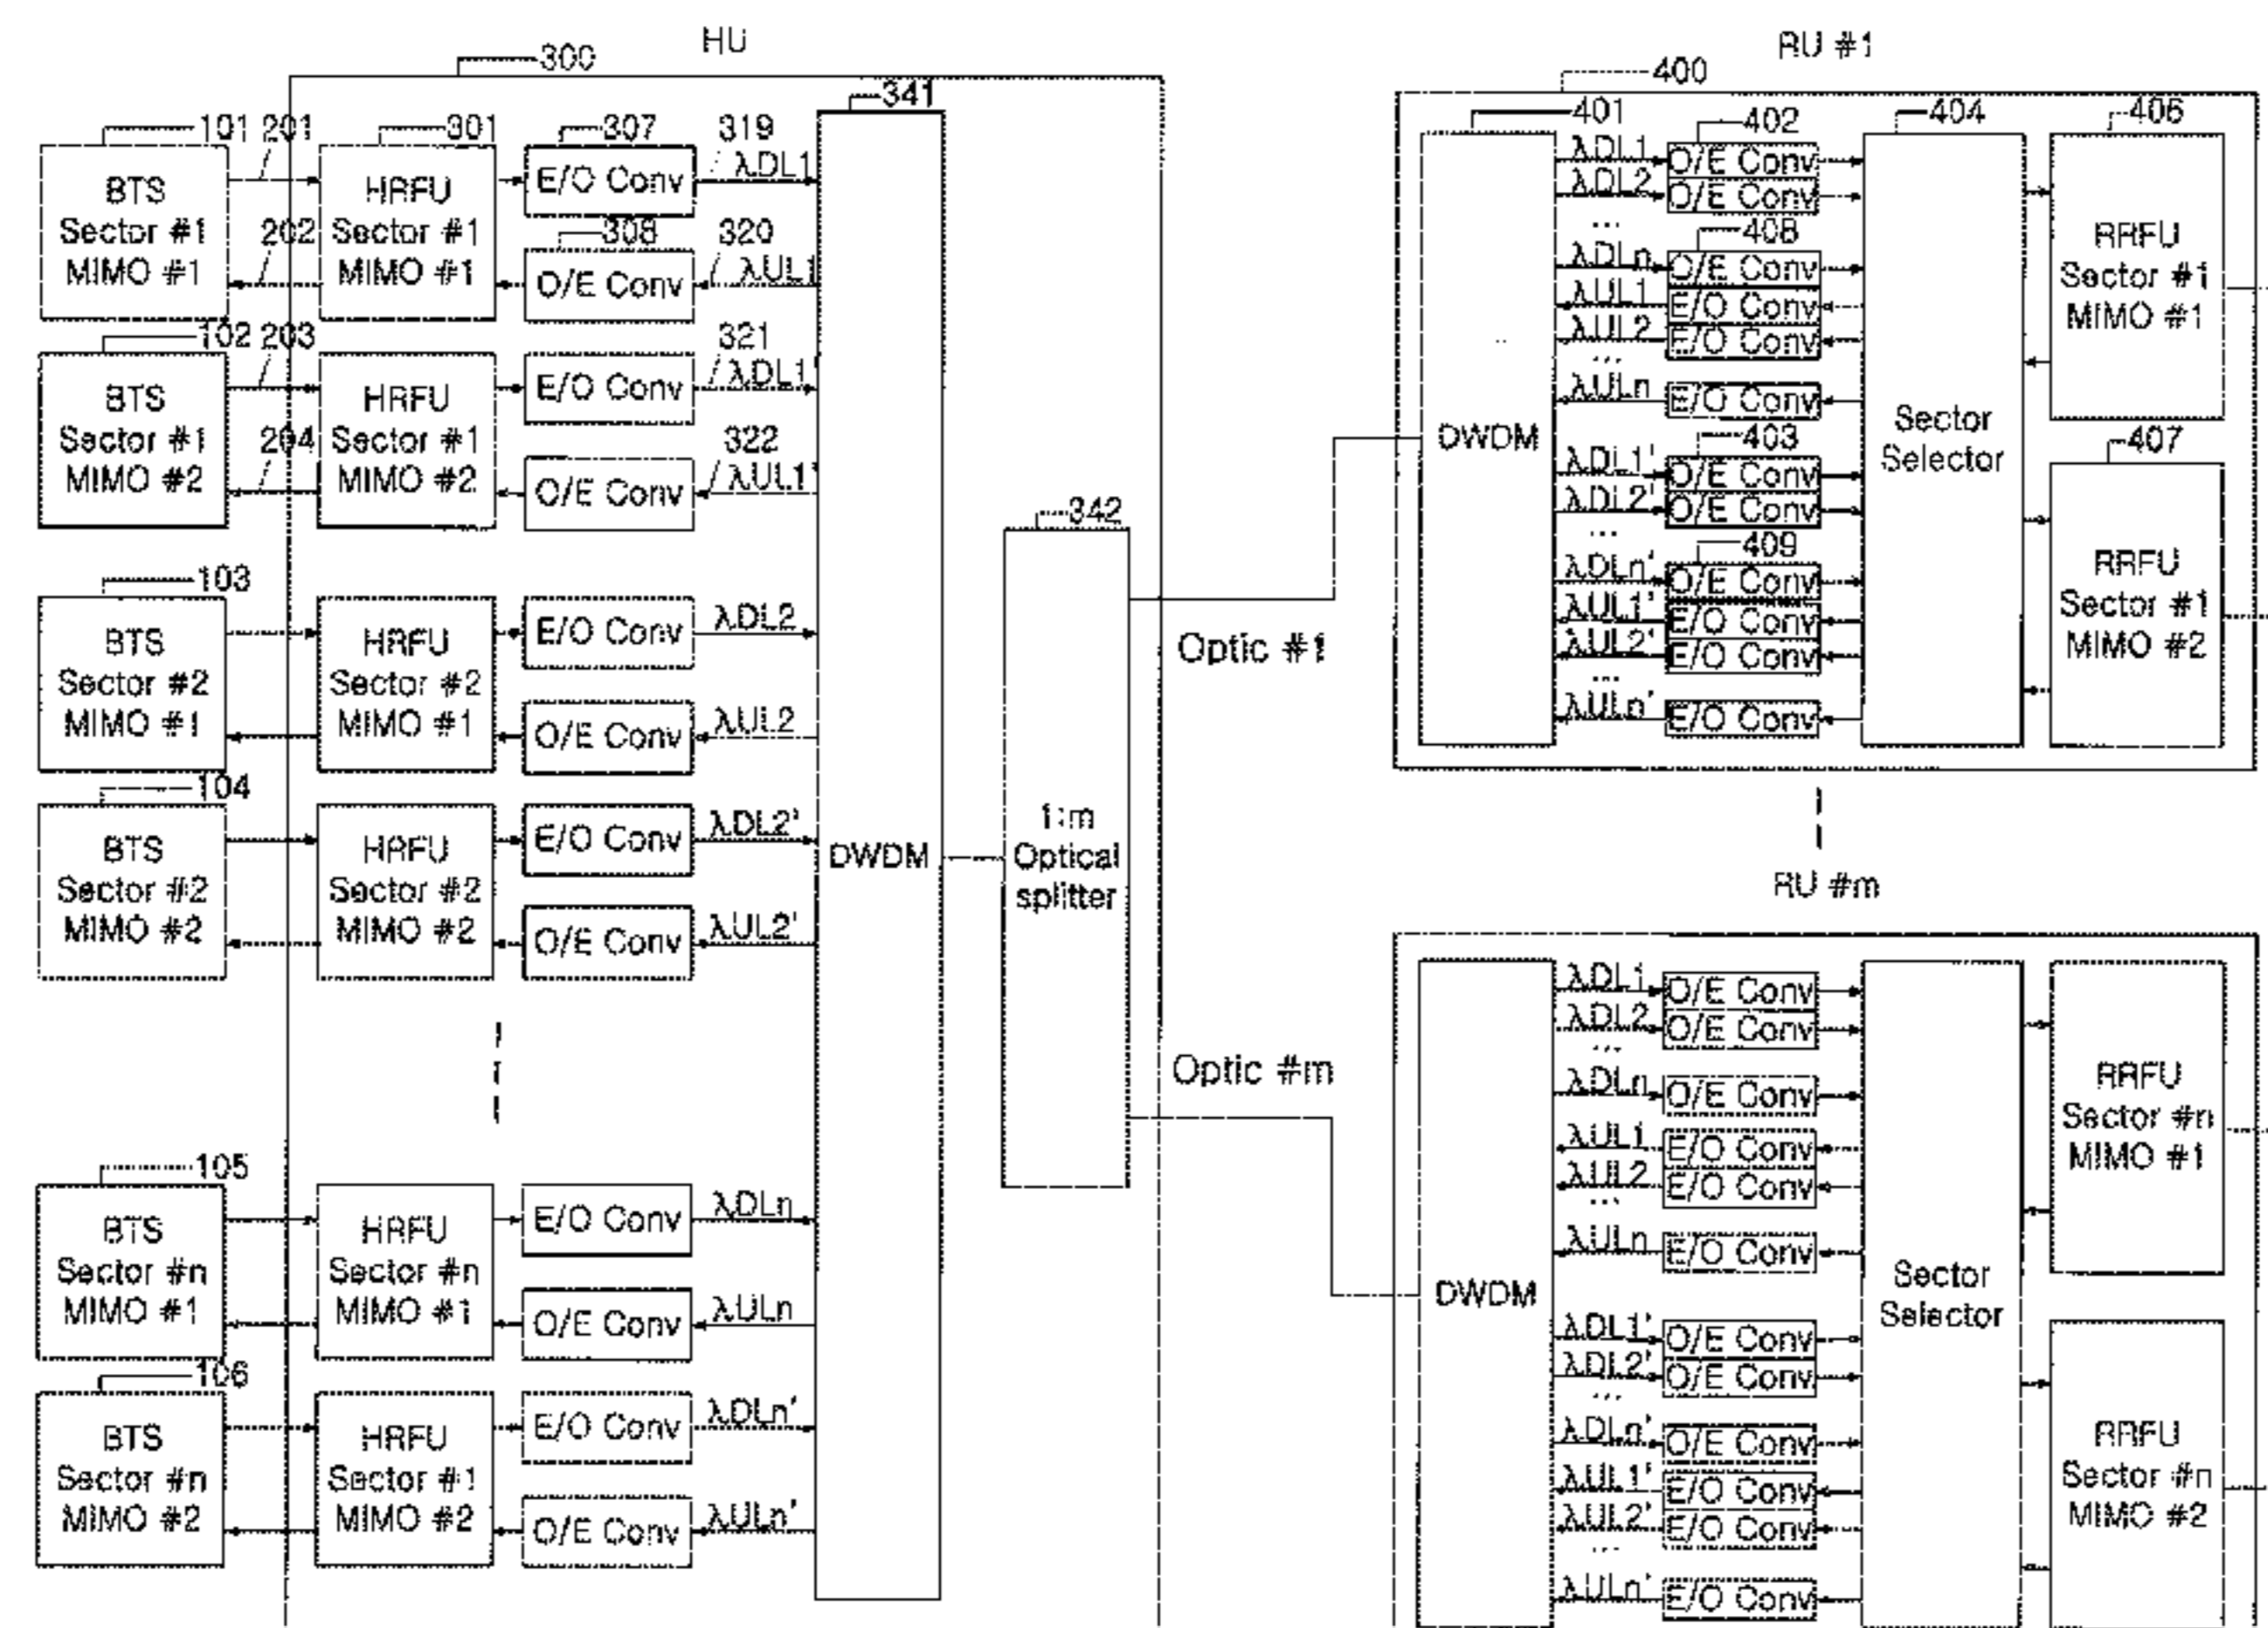 HU
300
341
101
201
301
307
319
BTS
Sector #1
MIMO #1
HRFU
Sector #1
MIMO #1
E/O Conv
λDL1
202
308
320
O/E Conv
λUL1
102
203
321
BTS
Sector #1
MIMO #2
HRFU
Sector #1
MIMO #2
E/O Conv
λDL1'
204
322
O/E Conv
λUL1'
103
BTS
Sector #2
MIMO #1
HRFU
Sector #2
MIMO #1
E/O Conv
λDL2
O/E Conv
λUL2
104
BTS
Sector #2
MIMO #2
HRFU
Sector #2
MIMO #2
E/O Conv
λDL2'
O/E Conv
λUL2'
105
BTS
Sector #n
MIMO #1
HRFU
Sector #n
MIMO #1
E/O Conv
λDLn
O/E Conv
λULn
106
BTS
Sector #n
MIMO #2
HRFU
Sector #1
MIMO #2
E/O Conv
λDLn'
O/E Conv
λULn'
DWDM
342
1:m
Optical
splitter
Optic #1
Optic #m
RU #1
400
401
402
404
406
DWDM
λDL1
O/E Conv
λDL2
O/E Conv
...
408
λDLn
O/E Conv
λUL1
E/O Conv
λUL2
E/O Conv
...
λULn
E/O Conv
403
λDL1'
O/E Conv
λDL2'
O/E Conv
...
409
λDLn'
O/E Conv
λUL1'
E/O Conv
λUL2'
E/O Conv
...
λULn'
E/O Conv
Sector
Selector
RRFU
Sector #1
MIMO #1
407
RRFU
Sector #1
MIMO #2
RU #m
DWDM
λDL1
O/E Conv
λDL2
O/E Conv
...
λDLn
O/E Conv
λUL1
E/O Conv
λUL2
E/O Conv
...
λULn
E/O Conv
λDL1'
O/E Conv
λDL2'
O/E Conv
...
λDLn'
O/E Conv
λUL1'
E/O Conv
λUL2'
E/O Conv
...
λULn'
E/O Conv
Sector
Selector
RRFU
Sector #n
MIMO #1
RRFU
Sector #n
MIMO #2